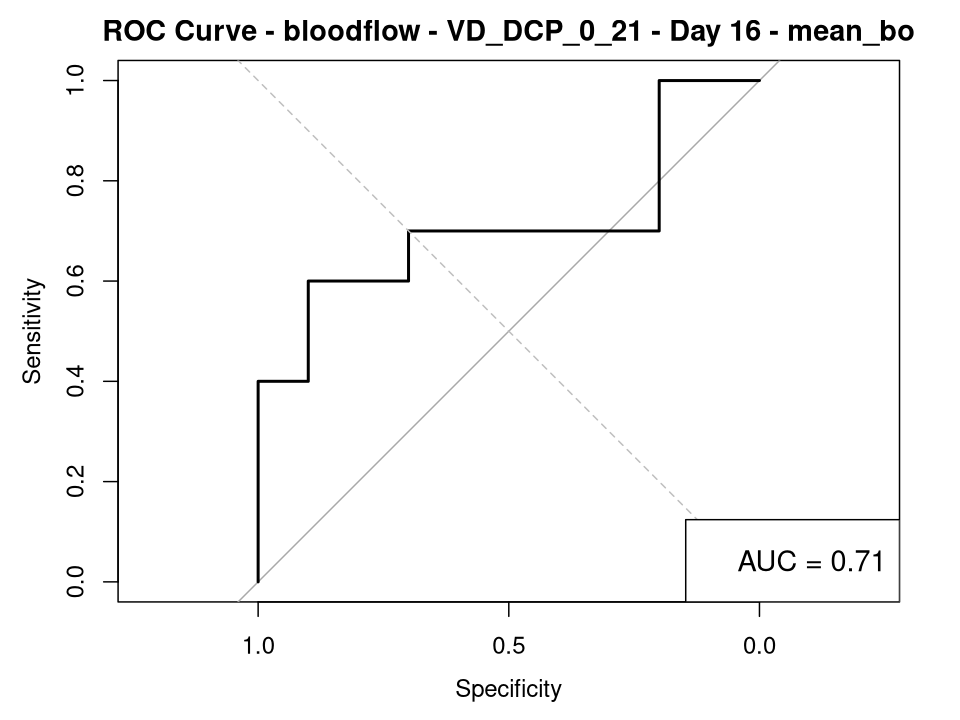 ROC Curve - bloodflow - VD_DCP_0_21 - Day 16 - mean_bo
Sensitivity
1.0
0.8
0.6
0.4
0.2
0.0
AUC = 0.71
1.0 0.5 0.0
Specificity